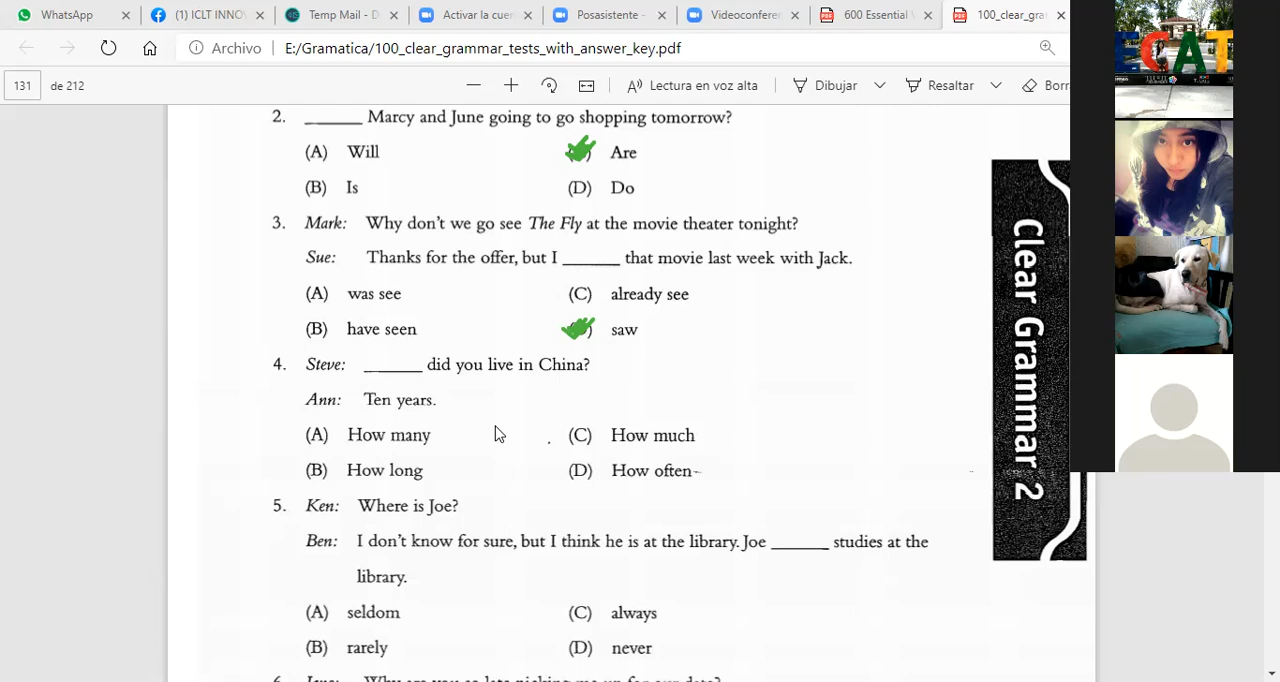 WhatsApp
(1) ICLT INNO
Temp Mail - D
Activar la cue
Posasistente -
Videoconfere
600 Essential
100_clear_gra
Archivo
E:/Gramatica/100_clear_grammar_tests_with_answer_key.pdf
131 de 212
Lectura en voz alta
Dibujar
Resaltar
Borr
2. ______ Marcy and June going to go shopping tomorrow?
(A) Will
Are
(B) Is
(D) Do
3. Mark: Why don't we go see The Fly at the movie theater tonight?
Sue: Thanks for the offer, but I ______ that movie last week with Jack.
(A) was see
(C) already see
(B) have seen
saw
4. Steve: ______ did you live in China?
Ann: Ten years.
(A) How many
(C) How much
(B) How long
(D) How often
5. Ken: Where is Joe?
Ben: I don't know for sure, but I think he is at the library. Joe ______ studies at the
library.
(A) seldom
(C) always
(B) rarely
(D) never
Clear Grammar 2
ECAT